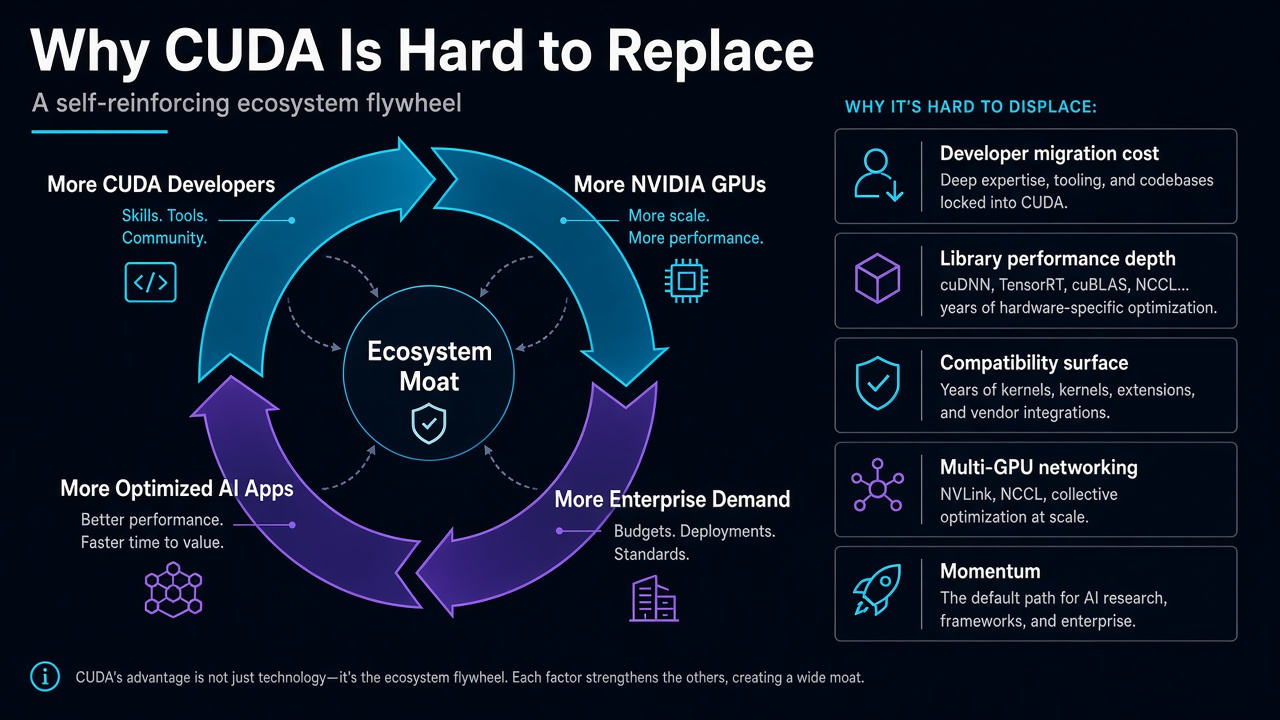 Why CUDA Is Hard to Replace
A self-reinforcing ecosystem flywheel
More CUDA Developers
Skills. Tools.
Community.
More NVIDIA GPUs
More scale.
More performance.
Ecosystem
Moat
More Optimized AI Apps
Better performance.
Faster time to value.
More Enterprise Demand
Budgets. Deployments.
Standards.
WHY IT'S HARD TO DISPLACE:
Developer migration cost
Deep expertise, tooling, and codebases
locked into CUDA.
Library performance depth
cuDNN, TensorRT, cuBLAS, NCCL...
years of hardware-specific optimization.
Compatibility surface
Years of kernels, kernels, extensions,
and vendor integrations.
Multi-GPU networking
NVLink, NCCL, collective
optimization at scale.
Momentum
The default path for AI research,
frameworks, and enterprise.
CUDA's advantage is not just technology—it's the ecosystem flywheel. Each factor strengthens the others, creating a wide moat.